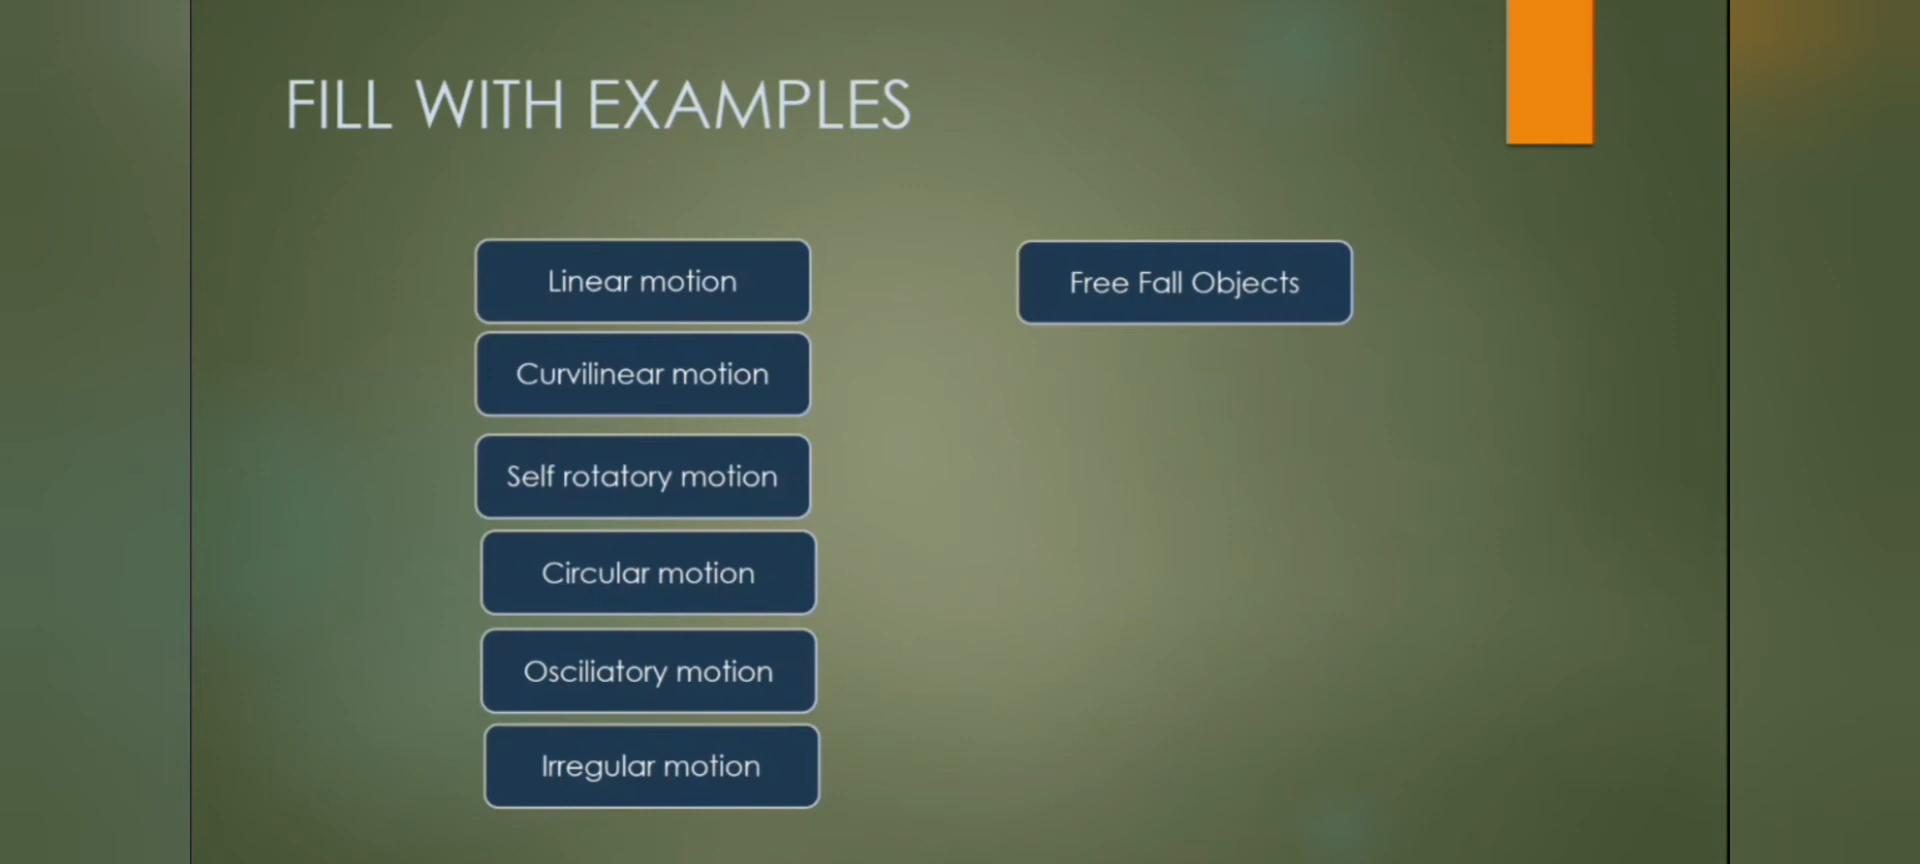 FILL WITH EXAMPLES
Linear motion
Free Fall Objects
Curvilinear motion
Self rotatory motion
Circular motion
Osciliatory motion
Irregular motion